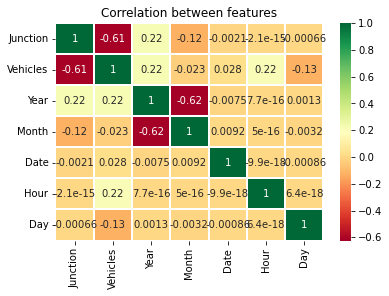 Correlation between features
Junction 1 -0.61 0.22 -0.12 -0.0021 -2.1e-15 -0.00066
Vehicles -0.61 1 0.22 -0.023 0.028 0.22 -0.13
Year 0.22 0.22 1 -0.62 -0.0075 7.7e-16 0.0013
Month -0.12 -0.023 -0.62 1 0.0092 5e-16 -0.0032
Date -0.0021 0.028 -0.0075 0.0092 1 -9.9e-18 -0.00086
Hour -2.1e-15 0.22 7.7e-16 5e-16 -9.9e-18 1 6.4e-18
Day -0.00066 -0.13 0.0013 -0.0032 -0.00086 6.4e-18 1
Junction Vehicles Year Month Date Hour Day
1.0
0.8
0.6
0.4
0.2
0.0
-0.2
-0.4
-0.6